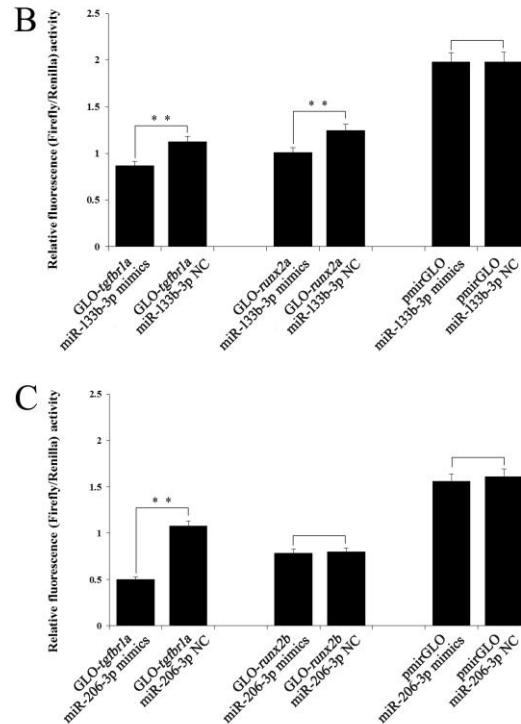 B
Relative fluorescence (Firefly/Renilla) activity
2.5
2
1.5
1
0.5
0
* *
* *
GLO-tgfbr1a
miR-133b-3p mimics
GLO-tgfbr1a
miR-133b-3p NC
GLO-runx2a
miR-133b-3p mimics
GLO-runx2a
miR-133b-3p NC
pmirGLO
miR-133b-3p mimics
pmirGLO
miR-133b-3p NC
C
Relative fluorescence (Firefly/Renilla) activity
2.5
2
1.5
1
0.5
0
* *
GLO-tgfbr1a
miR-206-3p mimics
GLO-tgfbr1a
miR-206-3p NC
GLO-runx2b
miR-206-3p mimics
GLO-runx2b
miR-206-3p NC
pmirGLO
miR-206-3p mimics
pmirGLO
miR-206-3p NC